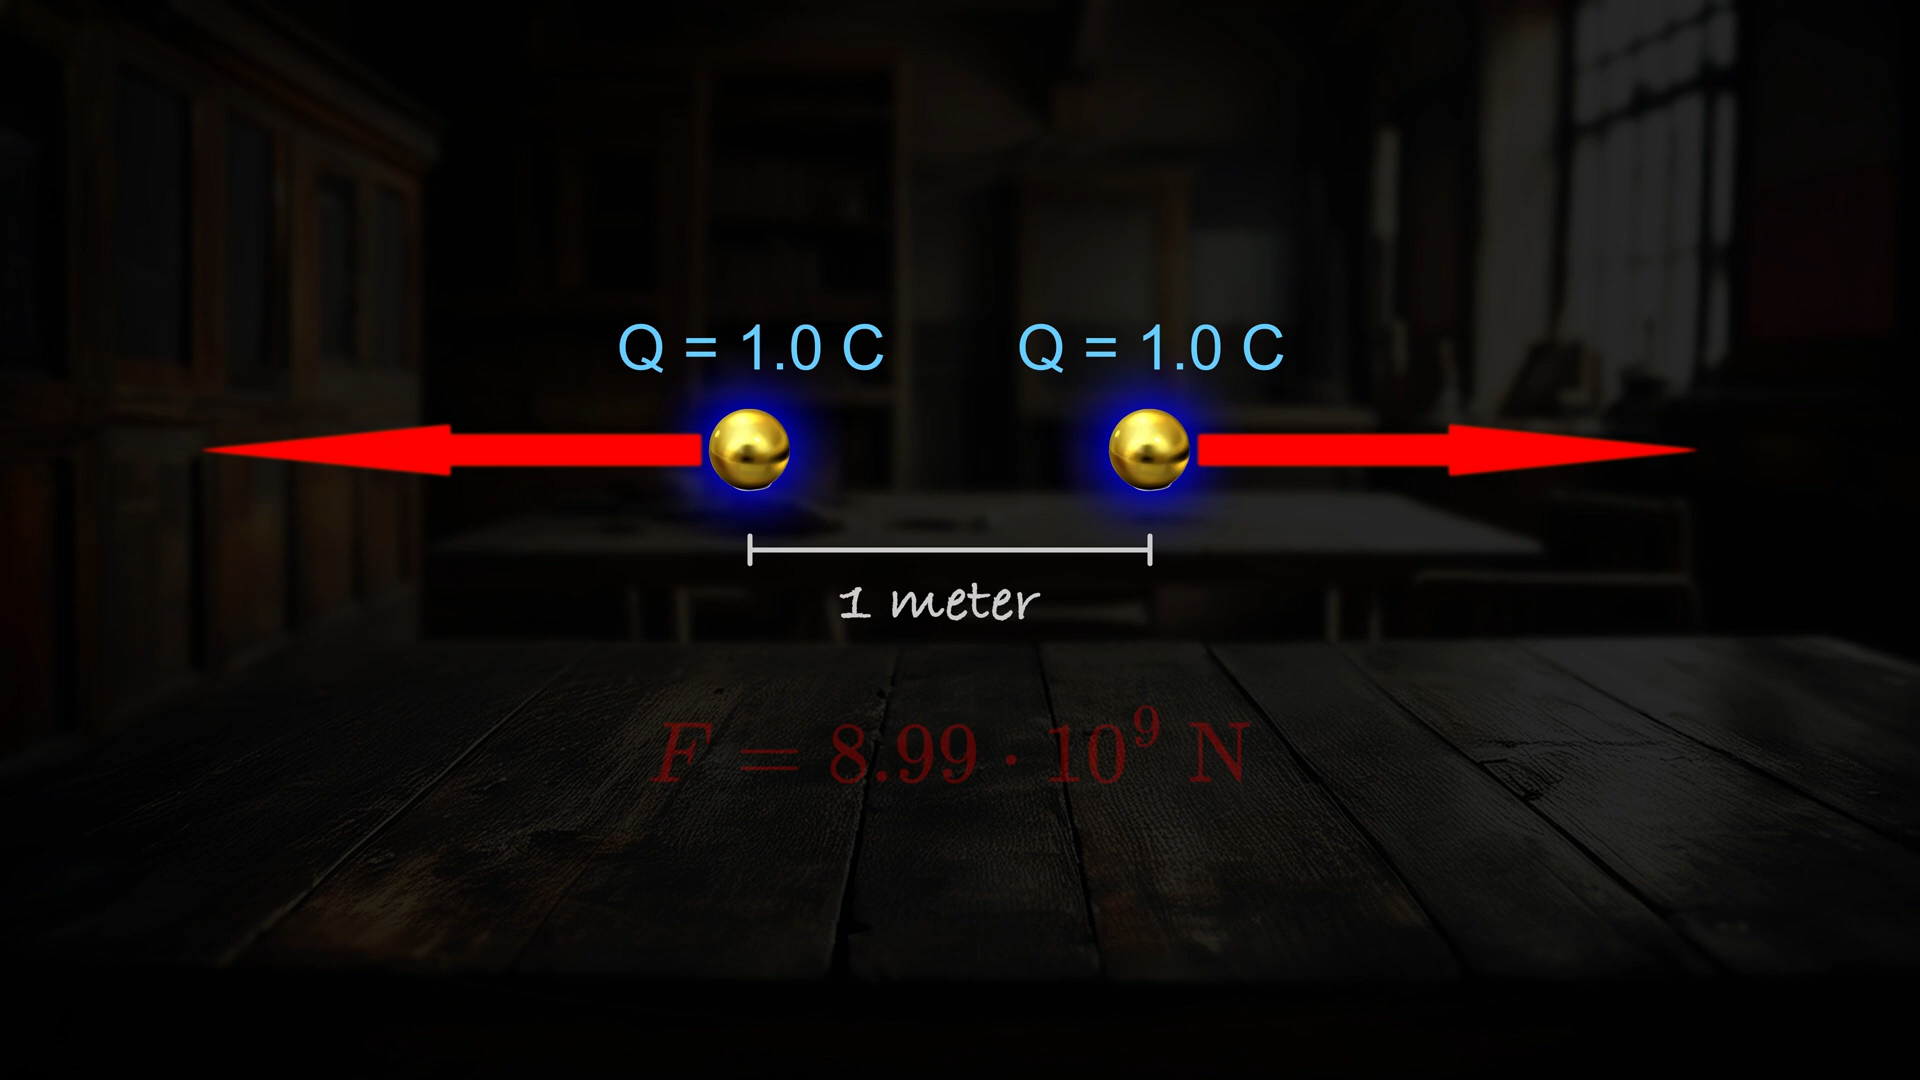 Q = 1.0 C Q = 1.0 C
1 meter
F = 8.99 · 10⁹ N